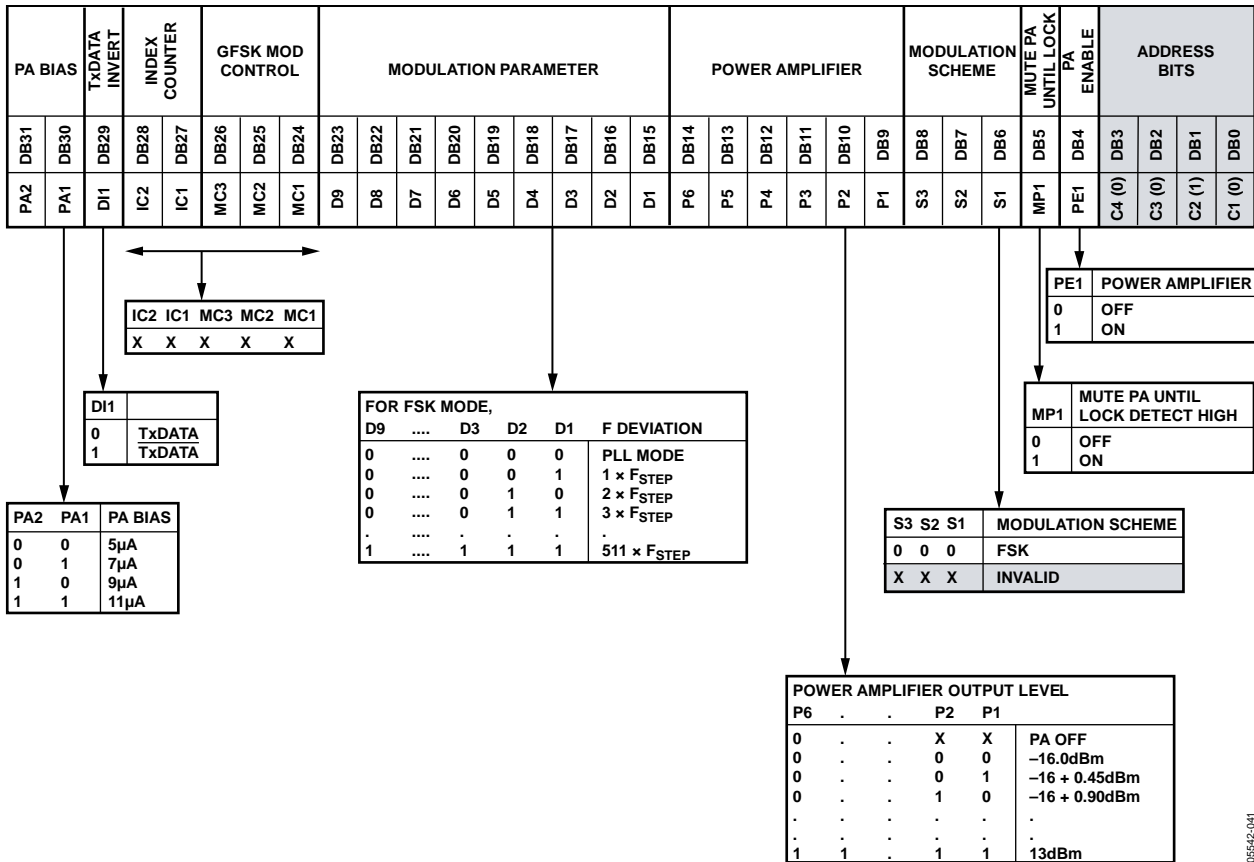 PA BIAS TxDATA INVERT INDEX COUNTER GFSK MOD CONTROL MODULATION PARAMETER POWER AMPLIFIER MODULATION SCHEME MUTE PA UNTIL LOCK PA ENABLE ADDRESS BITS
DB31 DB30 DB29 DB28 DB27 DB26 DB25 DB24 DB23 DB22 DB21 DB20 DB19 DB18 DB17 DB16 DB15 DB14 DB13 DB12 DB11 DB10 DB9 DB8 DB7 DB6 DB5 DB4 DB3 DB2 DB1 DB0
PA2 PA1 DI1 IC2 IC1 MC3 MC2 MC1 D9 D8 D7 D6 D5 D4 D3 D2 D1 P6 P5 P4 P3 P2 P1 S3 S2 S1 MP1 PE1 C4 (0) C3 (0) C2 (1) C1 (0)
PE1 POWER AMPLIFIER
0 OFF
1 ON
IC2 IC1 MC3 MC2 MC1
X X X X X
MP1 MUTE PA UNTIL LOCK DETECT HIGH
0 OFF
1 ON
DI1
0 TxDATA
1 TxDATA
FOR FSK MODE,
D9 .... D3 D2 D1 F DEVIATION
0 .... 0 0 0 PLL MODE
0 .... 0 0 1 1 × FSTEP
0 .... 0 1 0 2 × FSTEP
0 .... 0 1 1 3 × FSTEP
. .... . . . .
1 .... 1 1 1 511 × FSTEP
PA2 PA1 PA BIAS
0 0 5µA
0 1 7µA
1 0 9µA
1 1 11µA
S3 S2 S1 MODULATION SCHEME
0 0 0 FSK
X X X INVALID
POWER AMPLIFIER OUTPUT LEVEL
P6 . . P2 P1
0 . . X X PA OFF
0 . . 0 0 –16.0dBm
0 . . 0 1 –16 + 0.45dBm
0 . . 1 0 –16 + 0.90dBm
. . . . . .
. . . . . .
1 1 . 1 1 13dBm
05542-041